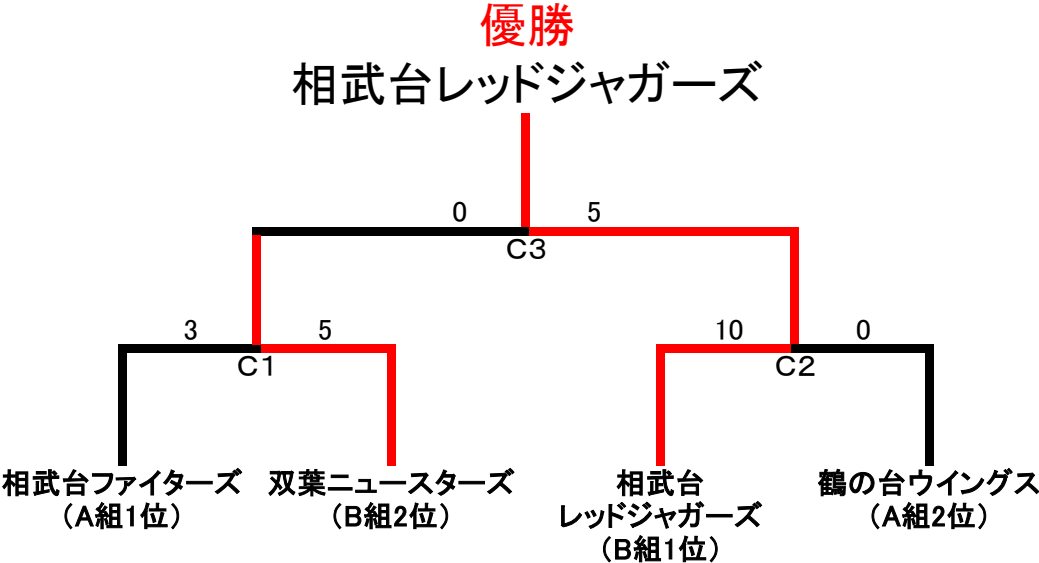 優勝
相武台レッドジャガーズ
0 5
C3
3 5 10 0
C1 C2
相武台ファイターズ 双葉ニュースターズ 相武台 鶴の台ウイングス
（A組1位） （B組2位） レッドジャガーズ （A組2位）
（B組1位）